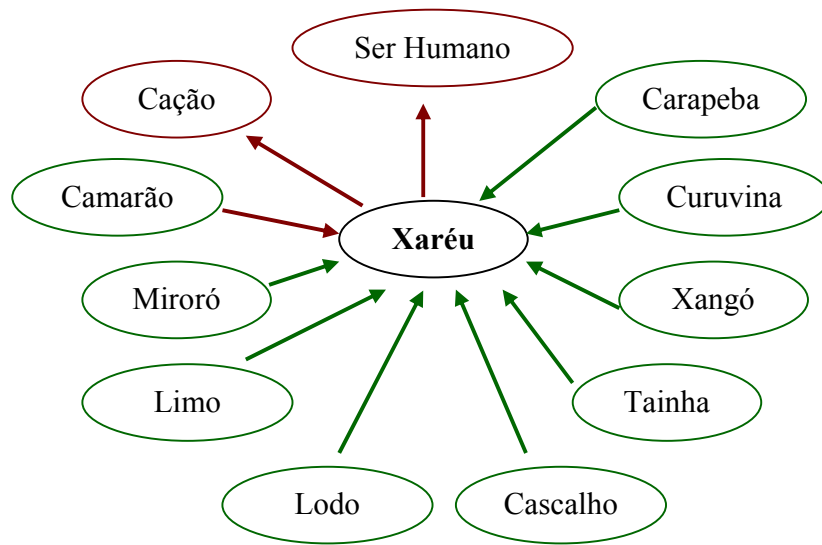 Ser Humano
Cação
Carapeba
Camarão
Curuvina
Xaréu
Miroró
Xangó
Limo
Tainha
Lodo
Cascalho